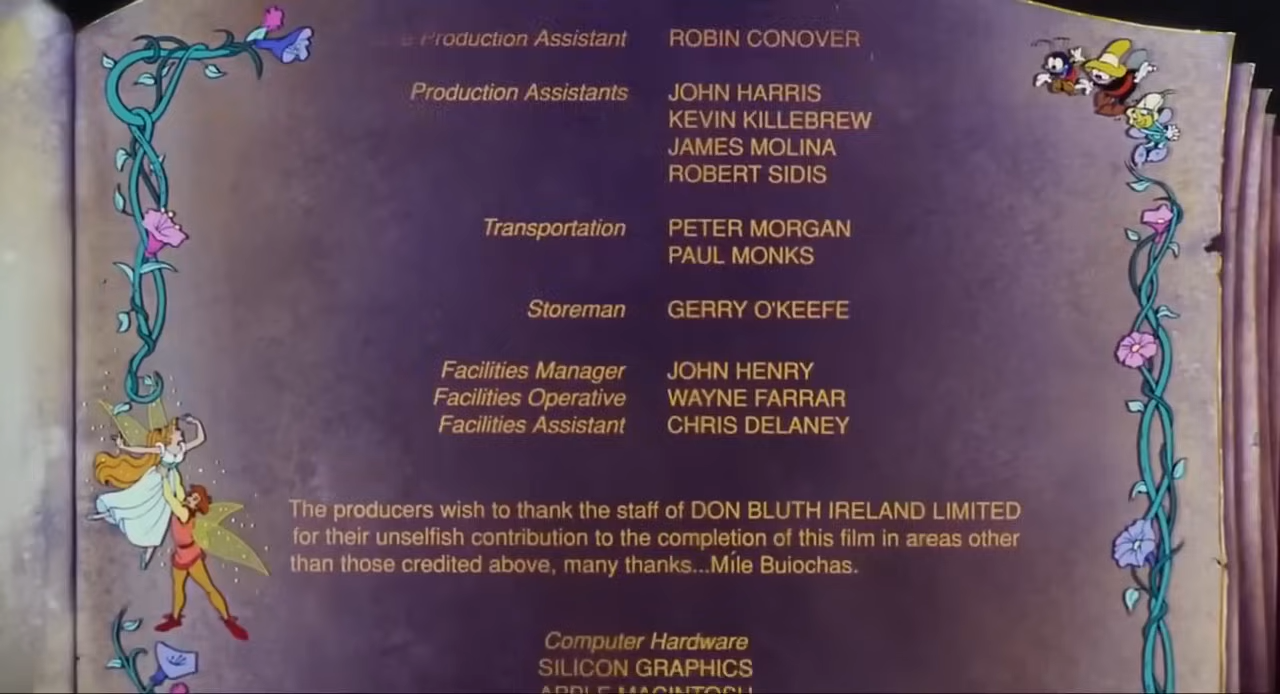 Production Assistant ROBIN CONOVER
Production Assistants JOHN HARRIS
KEVIN KILLEBREW
JAMES MOLINA
ROBERT SIDIS
Transportation PETER MORGAN
PAUL MONKS
Storeman GERRY O'KEEFE
Facilities Manager JOHN HENRY
Facilities Operative WAYNE FARRAR
Facilities Assistant CHRIS DELANEY
The producers wish to thank the staff of DON BLUTH IRELAND LIMITED
for their unselfish contribution to the completion of this film in areas other
than those credited above, many thanks...Míle Buiochas.
Computer Hardware
SILICON GRAPHICS
APPLE MACINTOSH